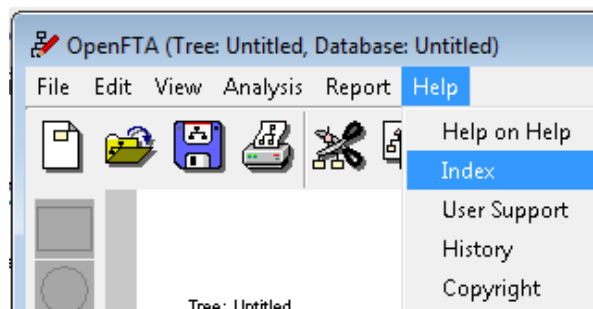 OpenFTA (Tree: Untitled, Database: Untitled)
File Edit View Analysis Report Help
Help on Help
Index
User Support
History
Copyright
Tree: Untitled